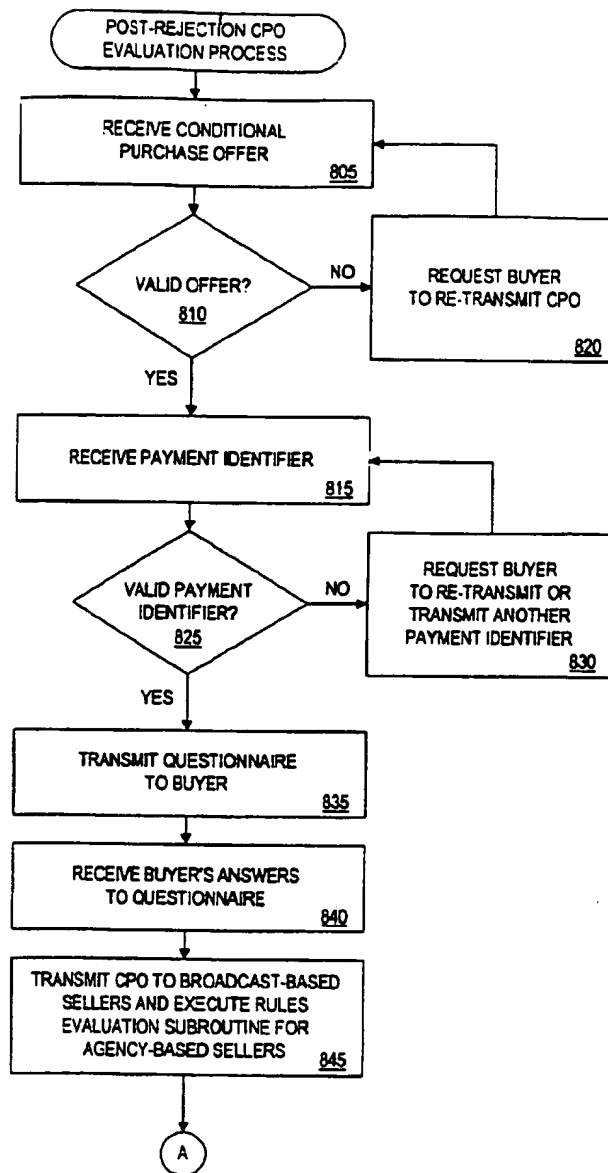 POST-REJECTION CPO
EVALUATION PROCESS
RECEIVE CONDITIONAL
PURCHASE OFFER
805
VALID OFFER?
810
NO
REQUEST BUYER
TO RE-TRANSMIT CPO
820
YES
RECEIVE PAYMENT IDENTIFIER
815
VALID PAYMENT
IDENTIFIER?
825
NO
REQUEST BUYER
TO RE-TRANSMIT OR
TRANSMIT ANOTHER
PAYMENT IDENTIFIER
830
YES
TRANSMIT QUESTIONNAIRE
TO BUYER
835
RECEIVE BUYER'S ANSWERS
TO QUESTIONNAIRE
840
TRANSMIT CPO TO BROADCAST-BASED
SELLERS AND EXECUTE RULES
EVALUATION SUBROUTINE FOR
AGENCY-BASED SELLERS
845
A